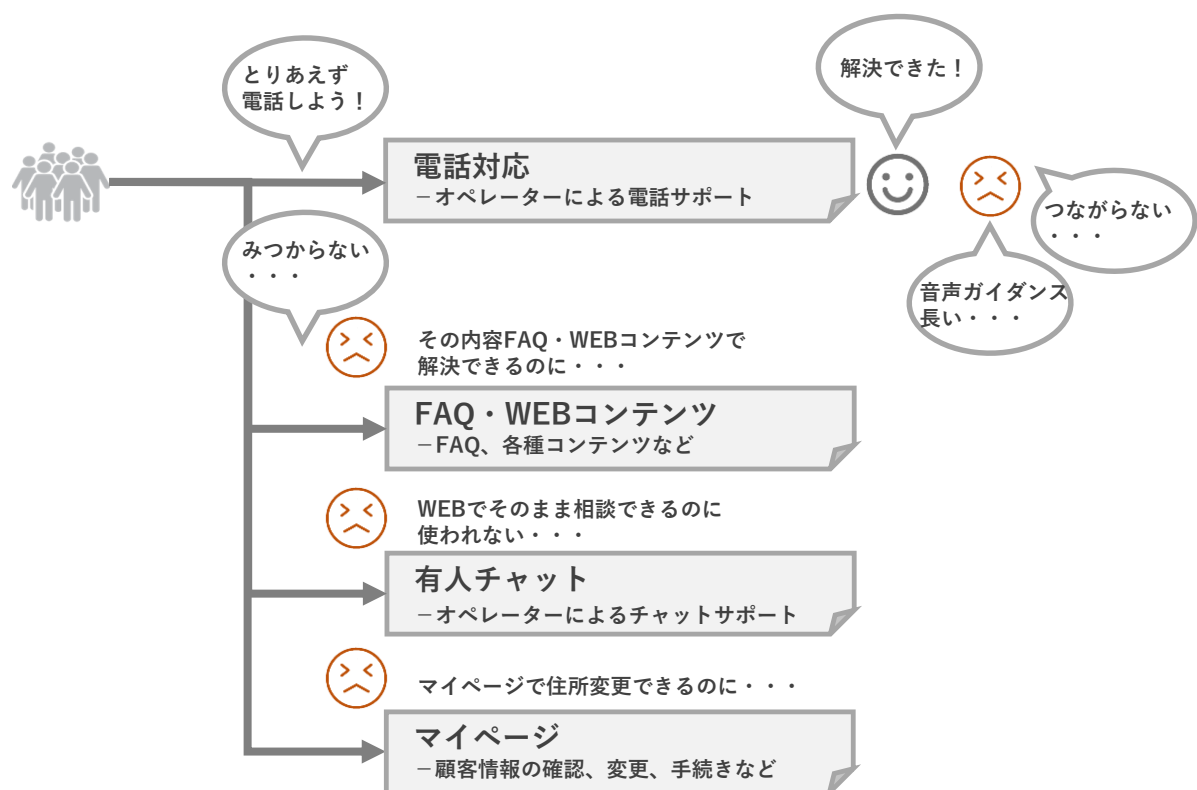 とりあえず
電話しよう！
解決できた！
電話対応
－オペレーターによる電話サポート
つながらない
・・・
みつからない
・・・
音声ガイダンス
長い・・・
その内容FAQ・WEBコンテンツで
解決できるのに・・・
FAQ・WEBコンテンツ
－FAQ、各種コンテンツなど
WEBでそのまま相談できるのに
使われない・・・
有人チャット
－オペレーターによるチャットサポート
マイページで住所変更できるのに・・・
マイページ
－顧客情報の確認、変更、手続きなど